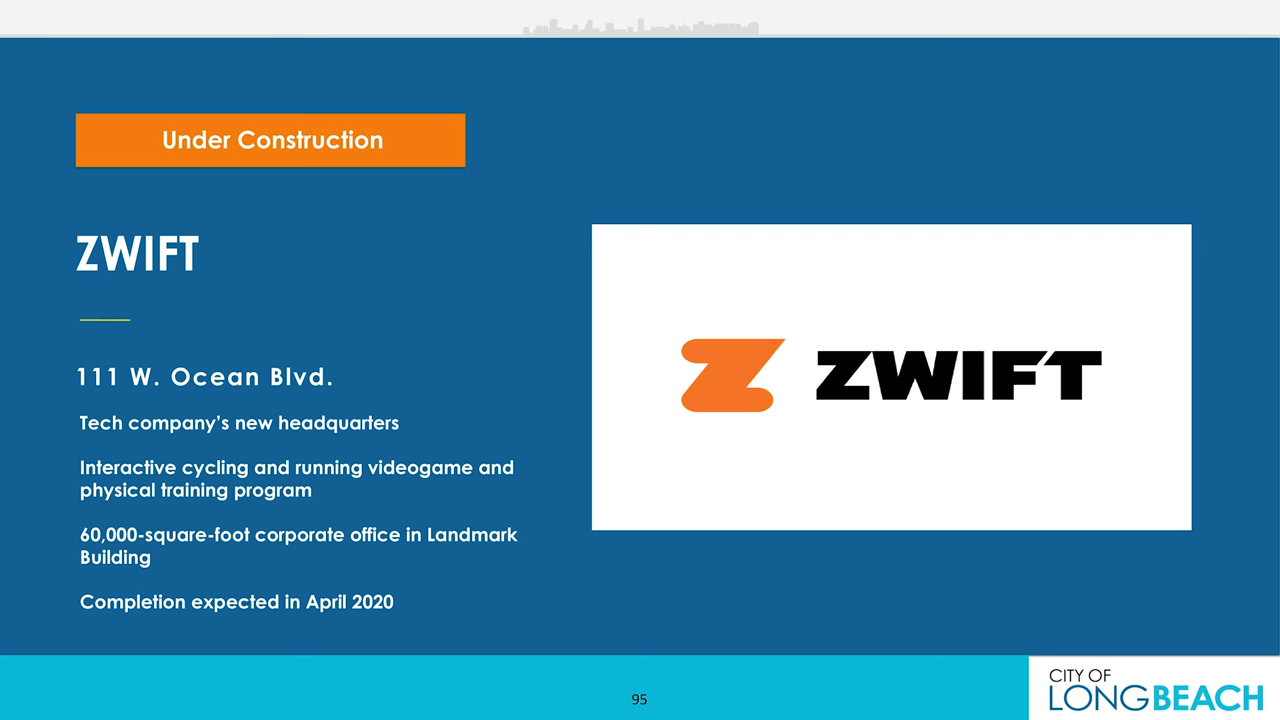 Under Construction
ZWIFT
111 W. Ocean Blvd.
Tech company’s new headquarters
Interactive cycling and running videogame and
physical training program
60,000-square-foot corporate office in Landmark
Building
Completion expected in April 2020
ZWIFT
95
CITY OF
LONGBEACH